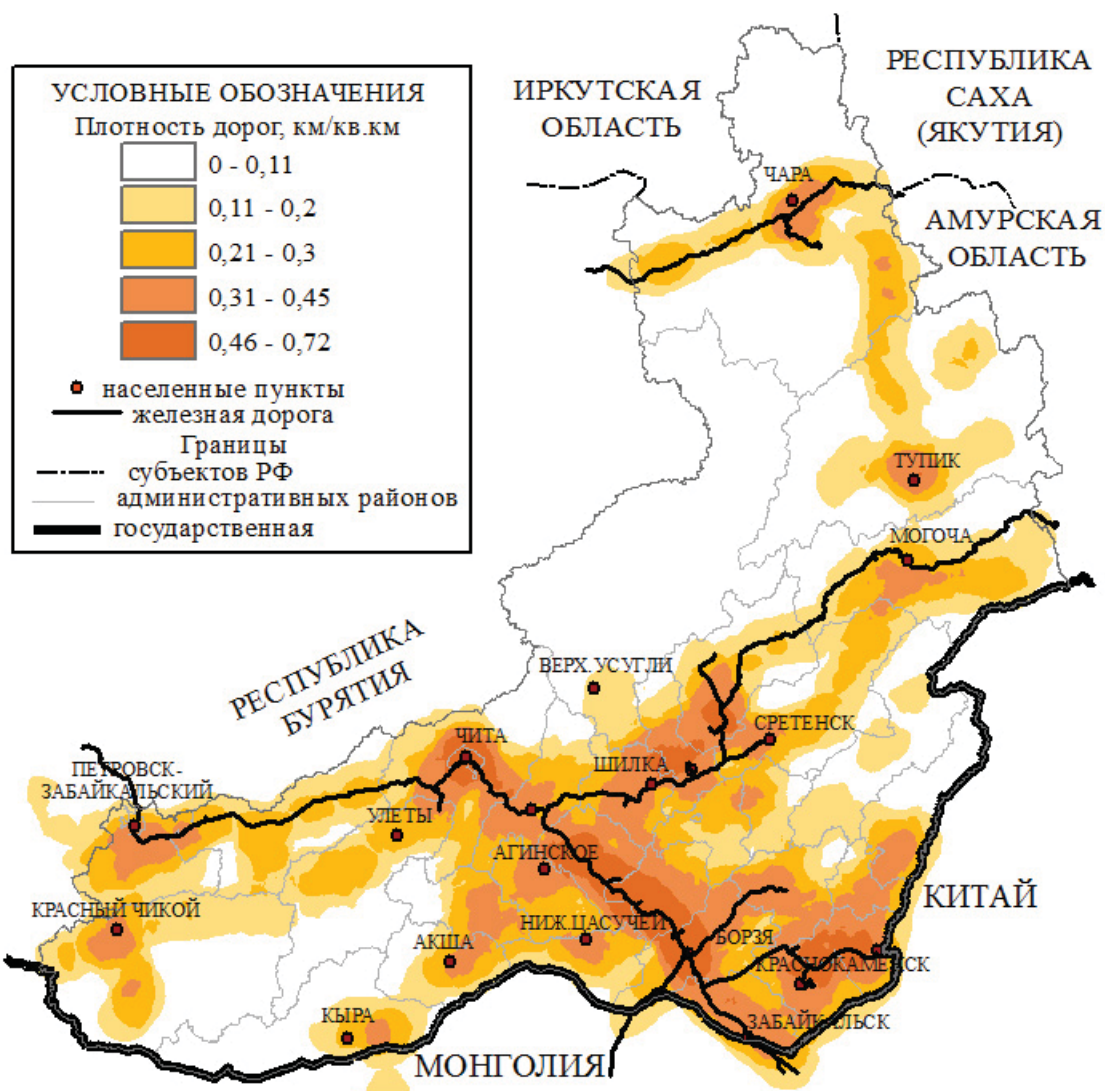 УСЛОВНЫЕ ОБОЗНАЧЕНИЯ
Плотность дорог, км/кв.км
0 - 0,11
0,11 - 0,2
0,21 - 0,3
0,31 - 0,45
0,46 - 0,72
населенные пункты
железная дорога
Границы
субъектов РФ
административных районов
государственная
ИРКУТСКАЯ
ОБЛАСТЬ
РЕСПУБЛИКА
САХА
(ЯКУТИЯ)
ЧАРА
АМУРСКАЯ
ОБЛАСТЬ
ТУПИК
МОГОЧА
РЕСПУБЛИКА
БУРЯТИЯ
ВЕРХ. УСУГЛИ
СРЕТЕНСК
ЧИТА
ШИЛКА
ПЕТРОВСК-
ЗАБАЙКАЛЬСКИЙ
УЛЕТЫ
АГИНСКОЕ
КИТАЙ
КРАСНЫЙ ЧИКОЙ
НИЖ.ЦАСУЧЕЙ
БОРЗЯ
АКША
КРАСНОКАМЕНСК
КЫРА
ЗАБАЙКАЛЬСК
МОНГОЛИЯ